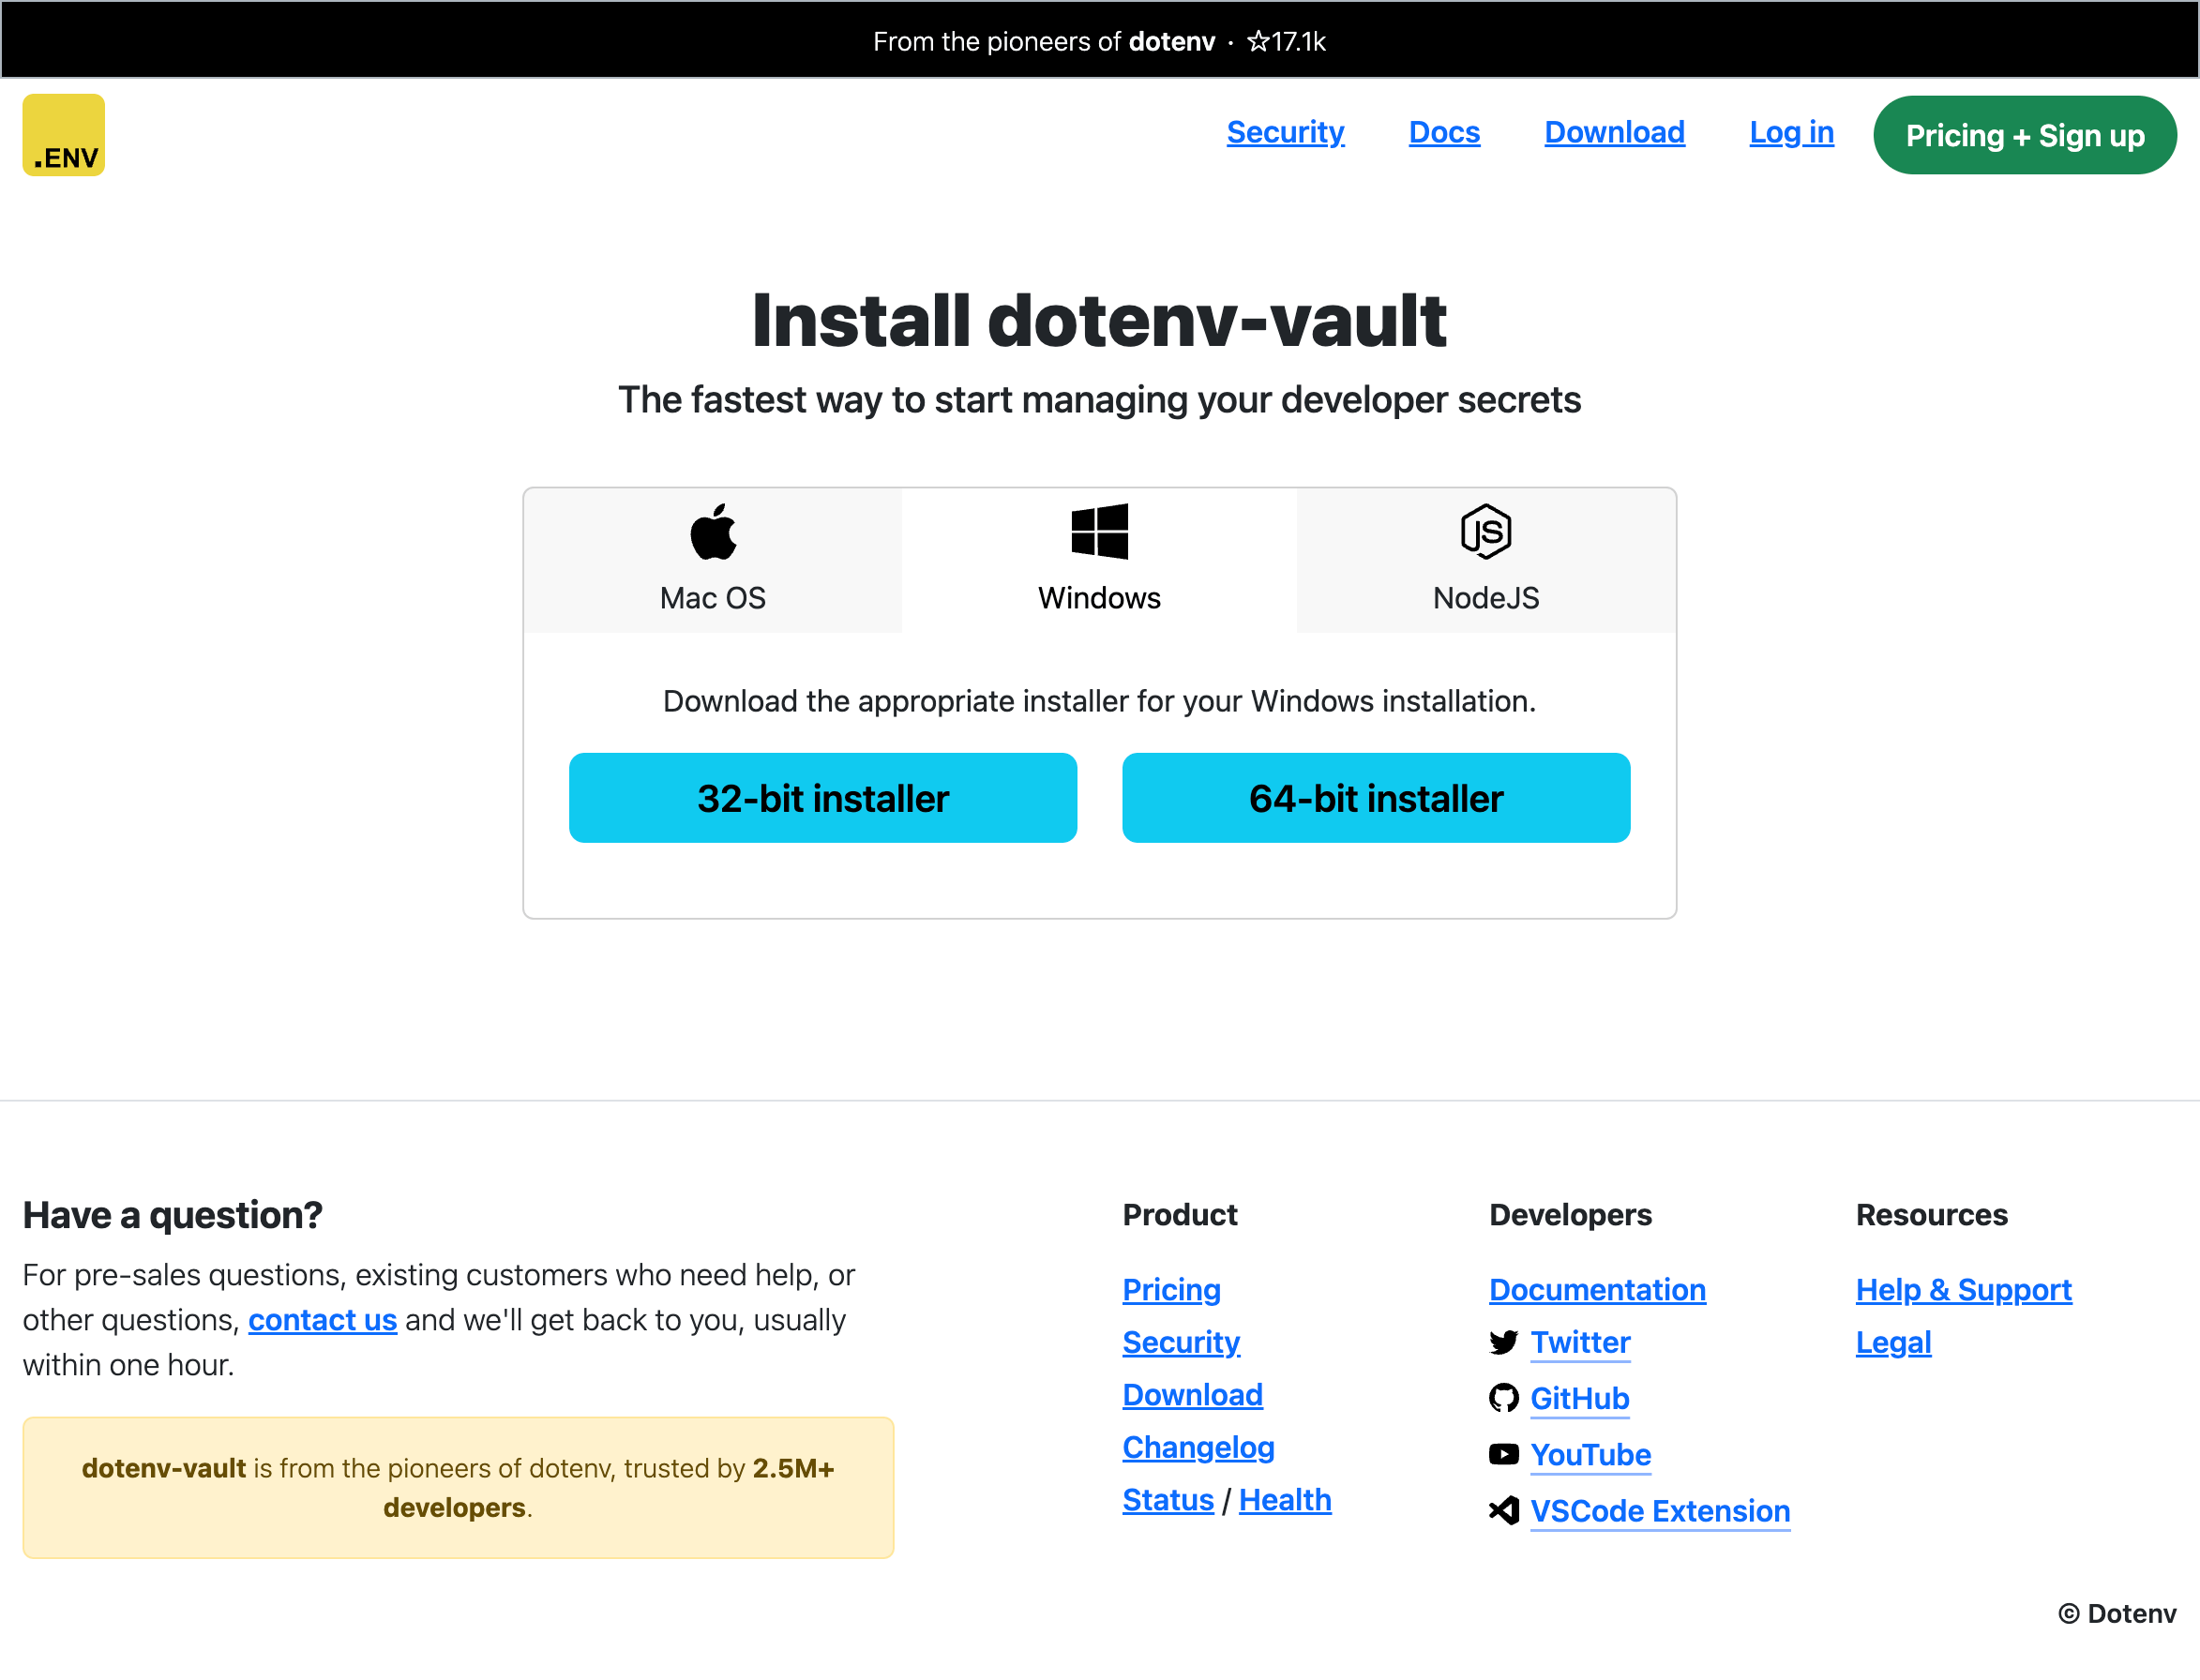 From the pioneers of dotenv · ☆17.1k
.ENV
Security Docs Download Log in Pricing + Sign up
Install dotenv-vault
The fastest way to start managing your developer secrets
Mac OS Windows NodeJS
Download the appropriate installer for your Windows installation.
32-bit installer 64-bit installer
Have a question?
For pre-sales questions, existing customers who need help, or
other questions, contact us and we'll get back to you, usually
within one hour.
dotenv-vault is from the pioneers of dotenv, trusted by 2.5M+
developers.
Product
Pricing
Security
Download
Changelog
Status / Health
Developers
Documentation
Twitter
GitHub
YouTube
VSCode Extension
Resources
Help & Support
Legal
© Dotenv